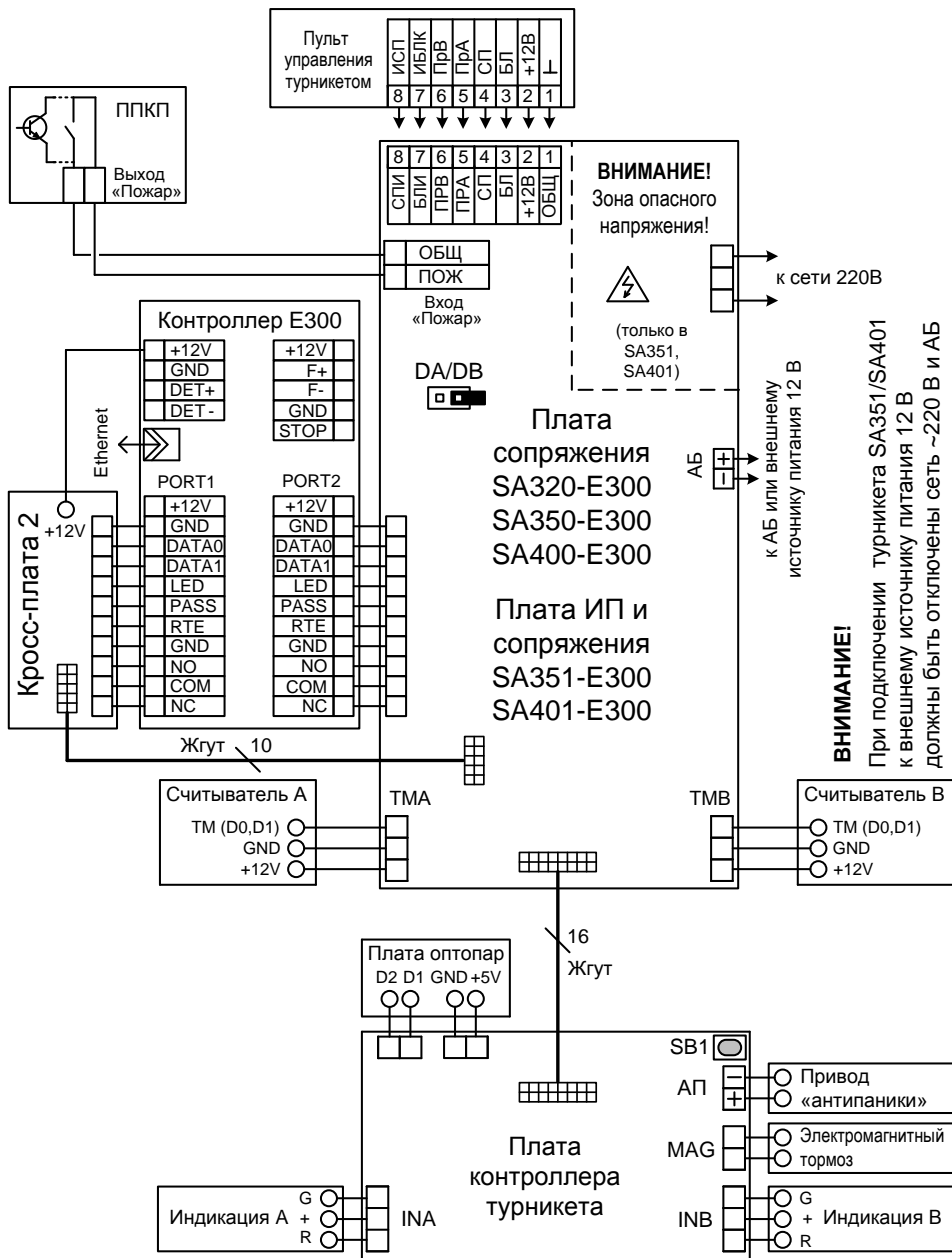 Пульт
управления
турникетом
ИСП
ИБЛК
ПрВ
ПрА
СП
БЛ
+12В
⊥
8 7 6 5 4 3 2 1
ППКП
Выход
«Пожар»
8 7 6 5 4 3 2 1
СПИ
БПИ
ПРВ
ПРА
СП
БЛ
+12В
ОБЩ
ВНИМАНИЕ!
Зона опасного
напряжения!
(только в
SA351,
SA401)
к сети 220В
ОБЩ
ПОЖ
Вход
«Пожар»
DA/DB
Контроллер E300
+12V
GND
DET+
DET -
+12V
F+
F-
GND
STOP
Ethernet
PORT1
+12V
GND
DATA0
DATA1
LED
PASS
RTE
GND
NO
COM
NC
PORT2
+12V
GND
DATA0
DATA1
LED
PASS
RTE
GND
NO
COM
NC
+12V
Кросс-плата 2
Жгут 10
Плата
сопряжения
SA320-E300
SA350-E300
SA400-E300
Плата ИП и
сопряжения
SA351-E300
SA401-E300
АБ
+
−
к АБ или внешнему
источнику питания 12 В
ВНИМАНИЕ!
При подключении турникета SA351/SA401
к внешнему источнику питания 12 В
должны быть отключены сеть ~220 В и АБ
Считыватель А
TM (D0,D1)
GND
+12V
TMA
TMB
Считыватель В
TM (D0,D1)
GND
+12V
16
Жгут
Плата оптопар
D2 D1 GND +5V
SB1
АП
−
+
Привод
«антипаники»
MAG
Электромагнитный
тормоз
Плата
контроллера
турникета
Индикация А
G
+
R
INA
INB
G
+
R
Индикация В